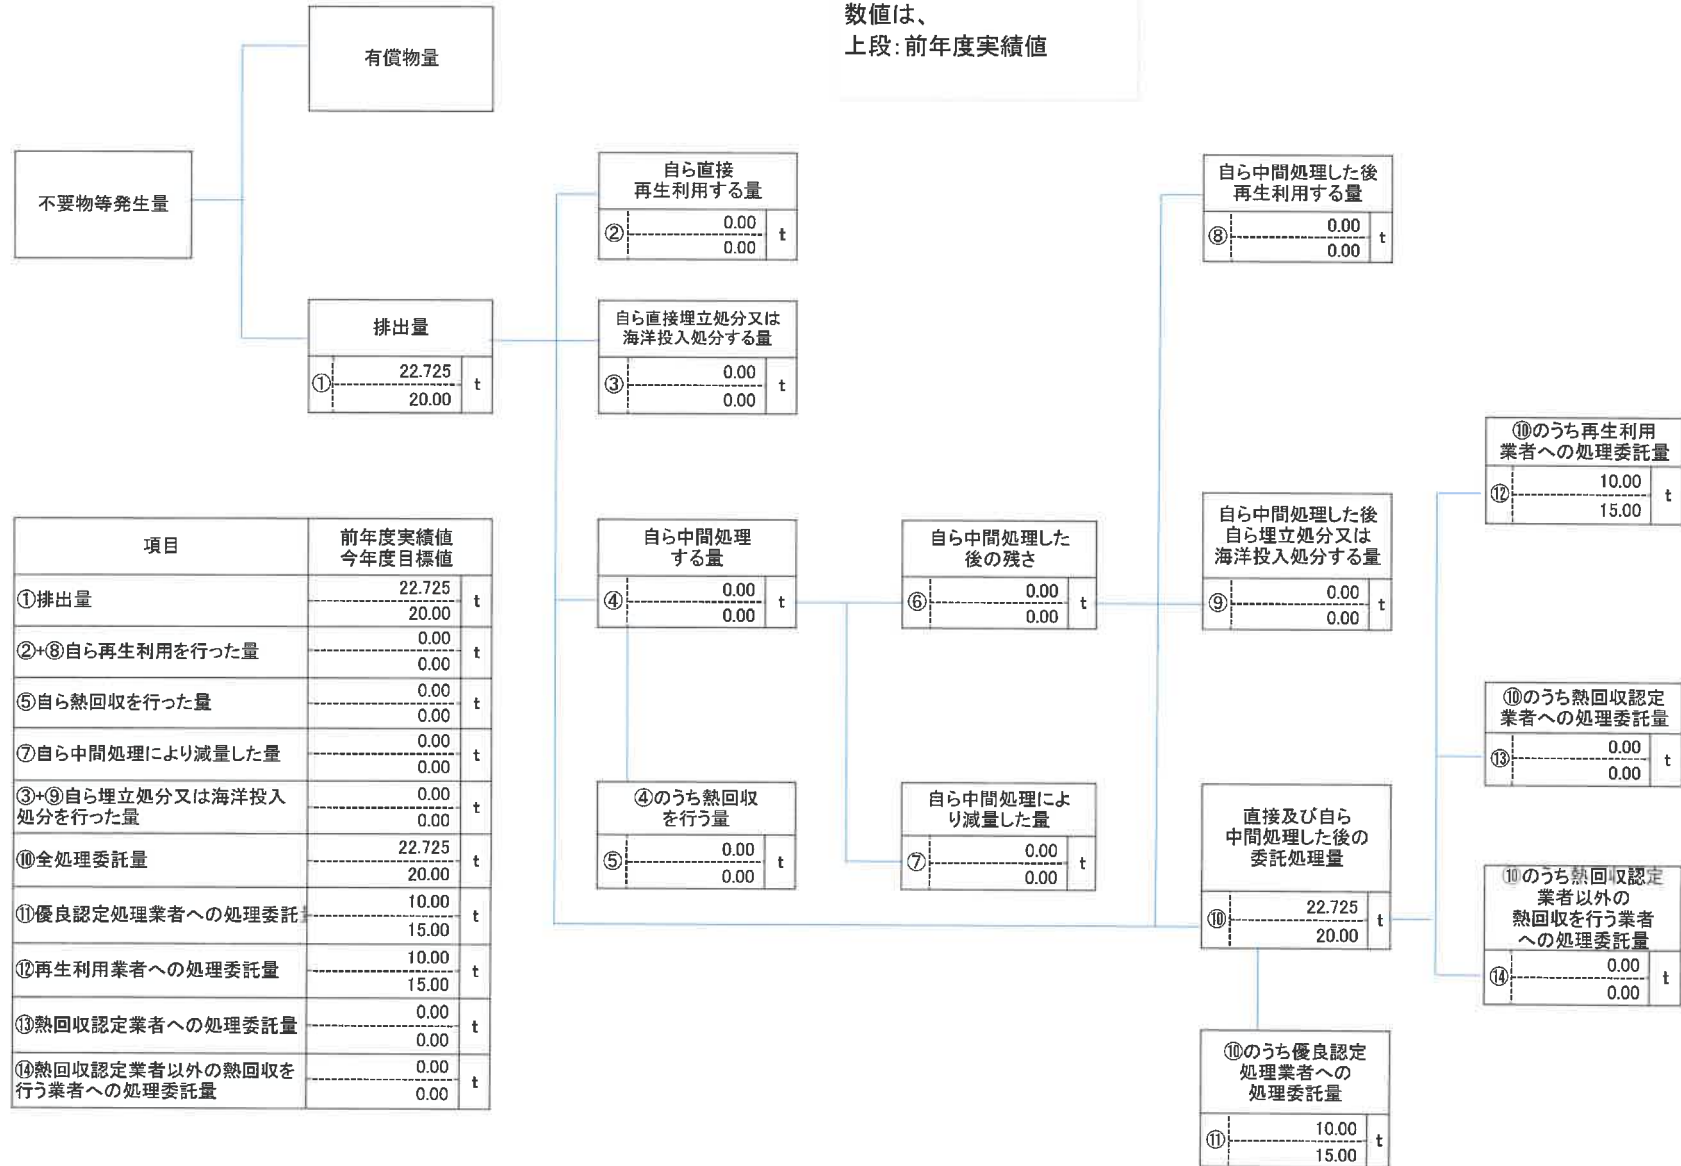 数値は、
上段：前年度実績値
有償物量
不要物等発生量
排出量
① 22.725 t
20.00
自ら直接
再生利用する量
② 0.00 t
0.00
自ら直接埋立処分又は
海洋投入処分する量
③ 0.00 t
0.00
自ら中間処理
する量
④ 0.00 t
0.00
④のうち熱回収
を行う量
⑤ 0.00 t
0.00
自ら中間処理した
後の残さ
⑥ 0.00 t
0.00
自ら中間処理によ
り減量した量
⑦ 0.00 t
0.00
自ら中間処理した後
再生利用する量
⑧ 0.00 t
0.00
自ら中間処理した後
自ら埋立処分又は
海洋投入処分する量
⑨ 0.00 t
0.00
直接及び自ら
中間処理した後の
委託処理量
⑩ 22.725 t
20.00
⑩のうち優良認定
処理業者への
処理委託量
⑪ 10.00 t
15.00
⑩のうち再生利用
業者への処理委託量
⑫ 10.00 t
15.00
⑩のうち熱回収認定
業者への処理委託量
⑬ 0.00 t
0.00
⑩のうち熱回収認定
業者以外の
熱回収を行う業者
への処理委託量
⑭ 0.00 t
0.00
項目 前年度実績値
今年度目標値
①排出量 22.725 t
20.00
②+⑧自ら再生利用を行った量 0.00 t
0.00
⑤自ら熱回収を行った量 0.00 t
0.00
⑦自ら中間処理により減量した量 0.00 t
0.00
③+⑨自ら埋立処分又は海洋投入
処分を行った量 0.00 t
0.00
⑩全処理委託量 22.725 t
20.00
⑪優良認定処理業者への処理委託 10.00 t
15.00
⑫再生利用業者への処理委託量 10.00 t
15.00
⑬熱回収認定業者への処理委託量 0.00 t
0.00
⑭熱回収認定業者以外の熱回収を
行う業者への処理委託量 0.00 t
0.00